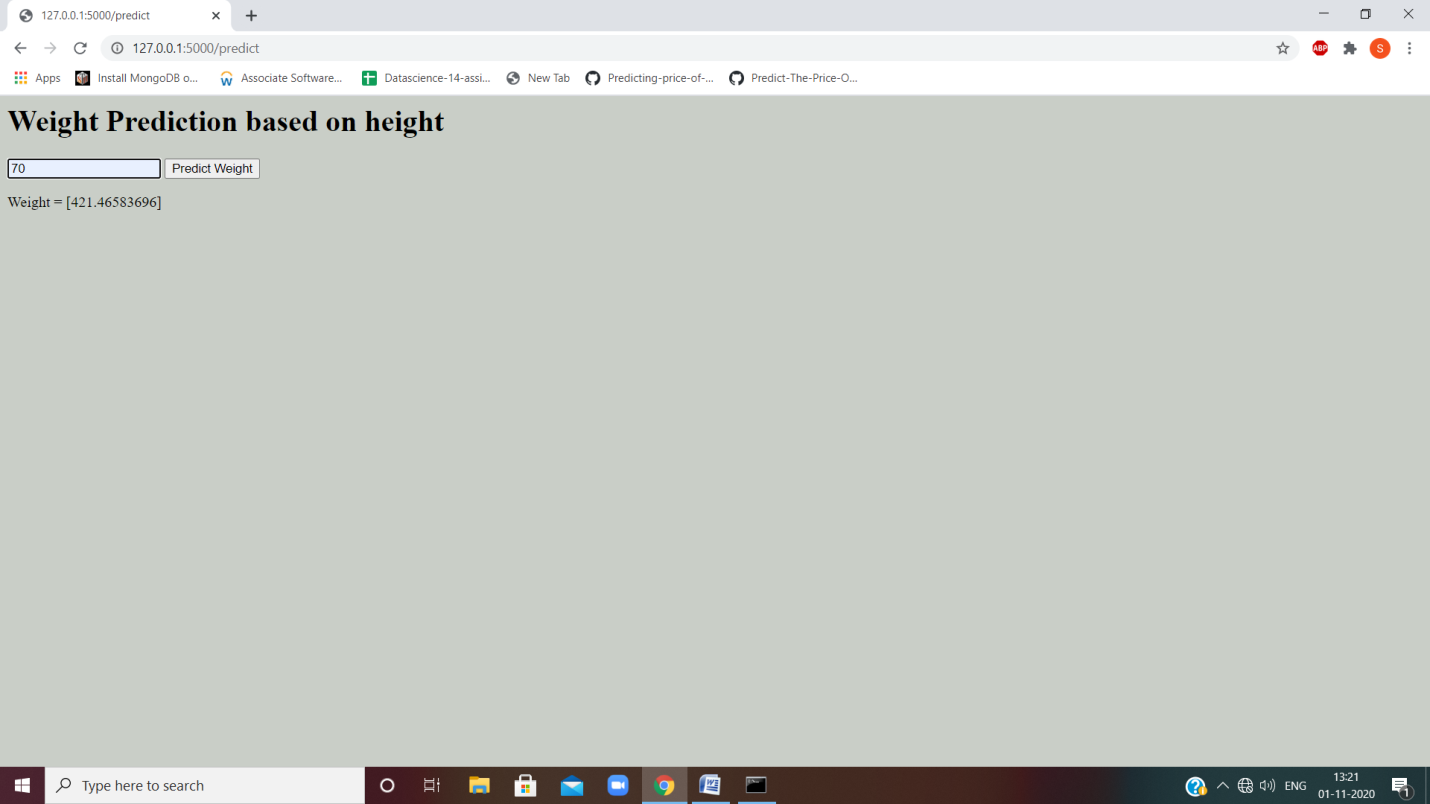 127.0.0.1:5000/predict
127.0.0.1:5000/predict
ABP
S
Apps
Install MongoDB o...
Associate Software...
Datascience-14-assi...
New Tab
Predicting-price-of-...
Predict-The-Price-O...
Weight Prediction based on height
70
Predict Weight
Weight = [421.46583696]
Type here to search
ENG
13:21
01-11-2020
1